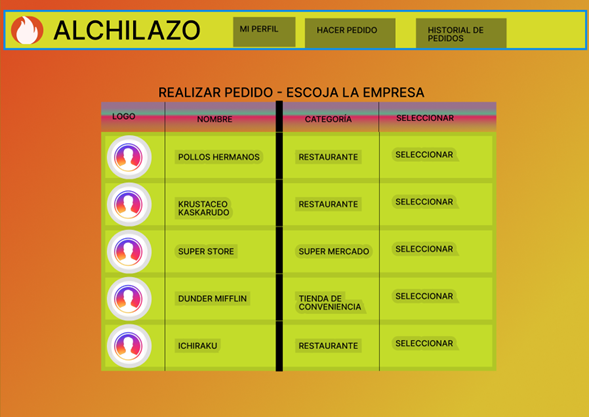 ALCHILAZO
MI PERFIL
HACER PEDIDO
HISTORIAL DE
PEDIDOS
REALIZAR PEDIDO - ESCOJA LA EMPRESA
LOGO NOMBRE CATEGORÍA SELECCIONAR
POLLOS HERMANOS RESTAURANTE SELECCIONAR
KRUSTACEO
KASKARUDO
RESTAURANTE SELECCIONAR
SUPER STORE SUPER MERCADO SELECCIONAR
DUNDER MIFFLIN
TIENDA DE
CONVENIENCIA
SELECCIONAR
ICHIRAKU RESTAURANTE SELECCIONAR